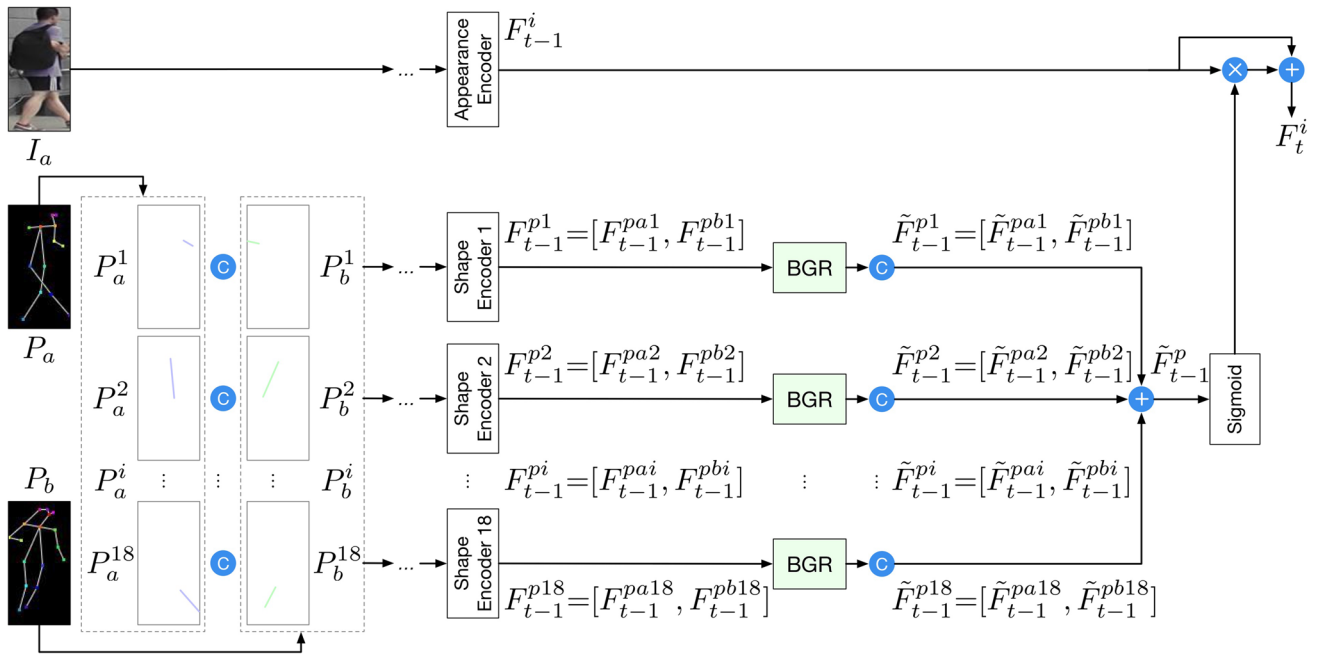 I_a
Appearance Encoder
F^i_{t-1}
×
+
F^i_t
P_a
P^1_a
C
P^1_b
...
Shape Encoder 1
F^{p1}_{t-1}=[F^{pa1}_{t-1}, F^{pb1}_{t-1}]
BGR
C
F̃^{p1}_{t-1}=[F̃^{pa1}_{t-1}, F̃^{pb1}_{t-1}]
P^2_a
C
P^2_b
...
Shape Encoder 2
F^{p2}_{t-1}=[F^{pa2}_{t-1}, F^{pb2}_{t-1}]
BGR
C
F̃^{p2}_{t-1}=[F̃^{pa2}_{t-1}, F̃^{pb2}_{t-1}]
+
F̃^p_{t-1}
Sigmoid
P_b
P^i_a
P^i_b
F^{pi}_{t-1}=[F^{pai}_{t-1}, F^{pbi}_{t-1}]
F̃^{pi}_{t-1}=[F̃^{pai}_{t-1}, F̃^{pbi}_{t-1}]
P^{18}_a
C
P^{18}_b
...
Shape Encoder 18
F^{p18}_{t-1}=[F^{pa18}_{t-1}, F^{pb18}_{t-1}]
BGR
C
F̃^{p18}_{t-1}=[F̃^{pa18}_{t-1}, F̃^{pb18}_{t-1}]